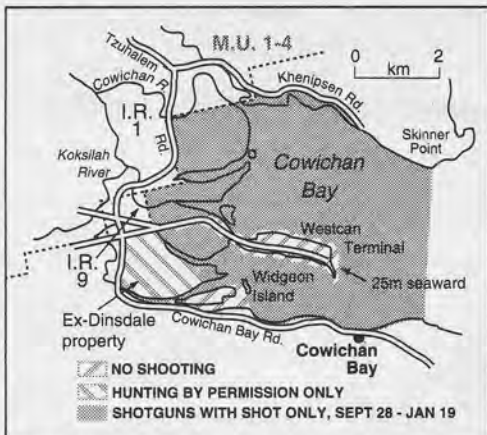 M.U. 1-4
Tzuhalem
Rd.
Cowichan R.
Khenipsen Rd.
0 2
km
I.R.
1
Skinner
Point
Koksilah
River
Cowichan
Bay
Westcan
Terminal
I.R.
9
Widgeon
Island
25m seaward
Ex-Dinsdale
property
Cowichan Bay Rd.
Cowichan
Bay
NO SHOOTING
HUNTING BY PERMISSION ONLY
SHOTGUNS WITH SHOT ONLY, SEPT 28 - JAN 19